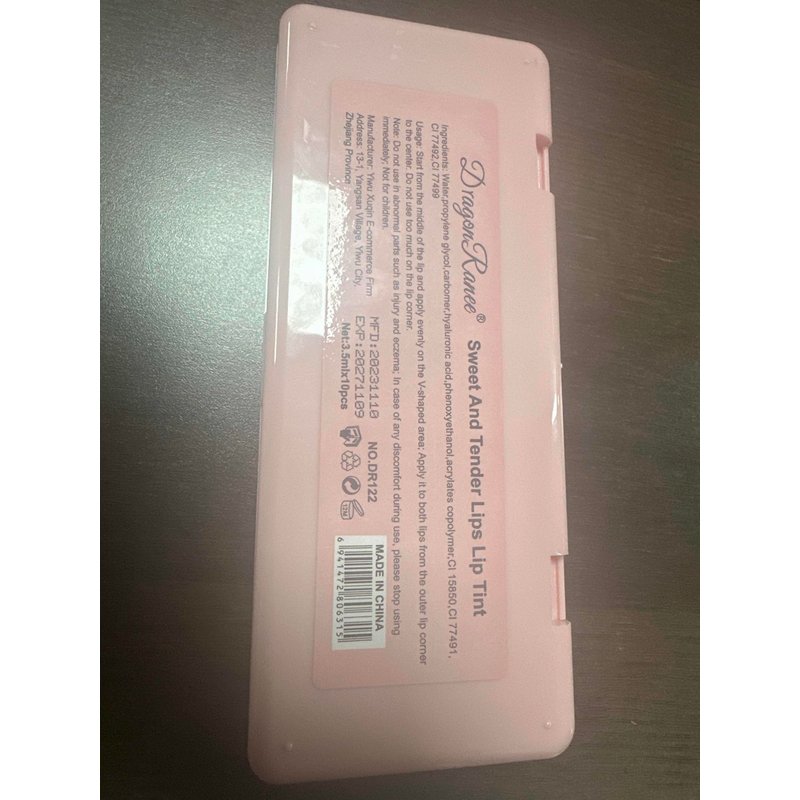 DragonRanee® Sweet And Tender Lips Lip Tint
Ingredients: Water,propylene glycol,carbomer,hyaluronic acid,phenoxyethanol,acrylates copolymer,CI 15850,CI 77491,
CI 77492,CI 77499
Usage: Start from the middle of the lip and apply evenly on the V-shaped area; Apply it to both lips from the outer lip corner
to the center. Do not use too much on the lip corner.
Note: Do not use in abnormal parts such as injury and eczema; In case of any discomfort during use, please stop using
immediately; Not for children.
Manufacturer: Yiwu Xuqin E-commerce Firm
Address: 13-1, Yangsan Village, Yiwu City,
Zhejiang Province
MFD:20231110
EXP:20271109
Net:3.5mlx10pcs
NO.DR122
12M
MADE IN CHINA
6 941472 806315